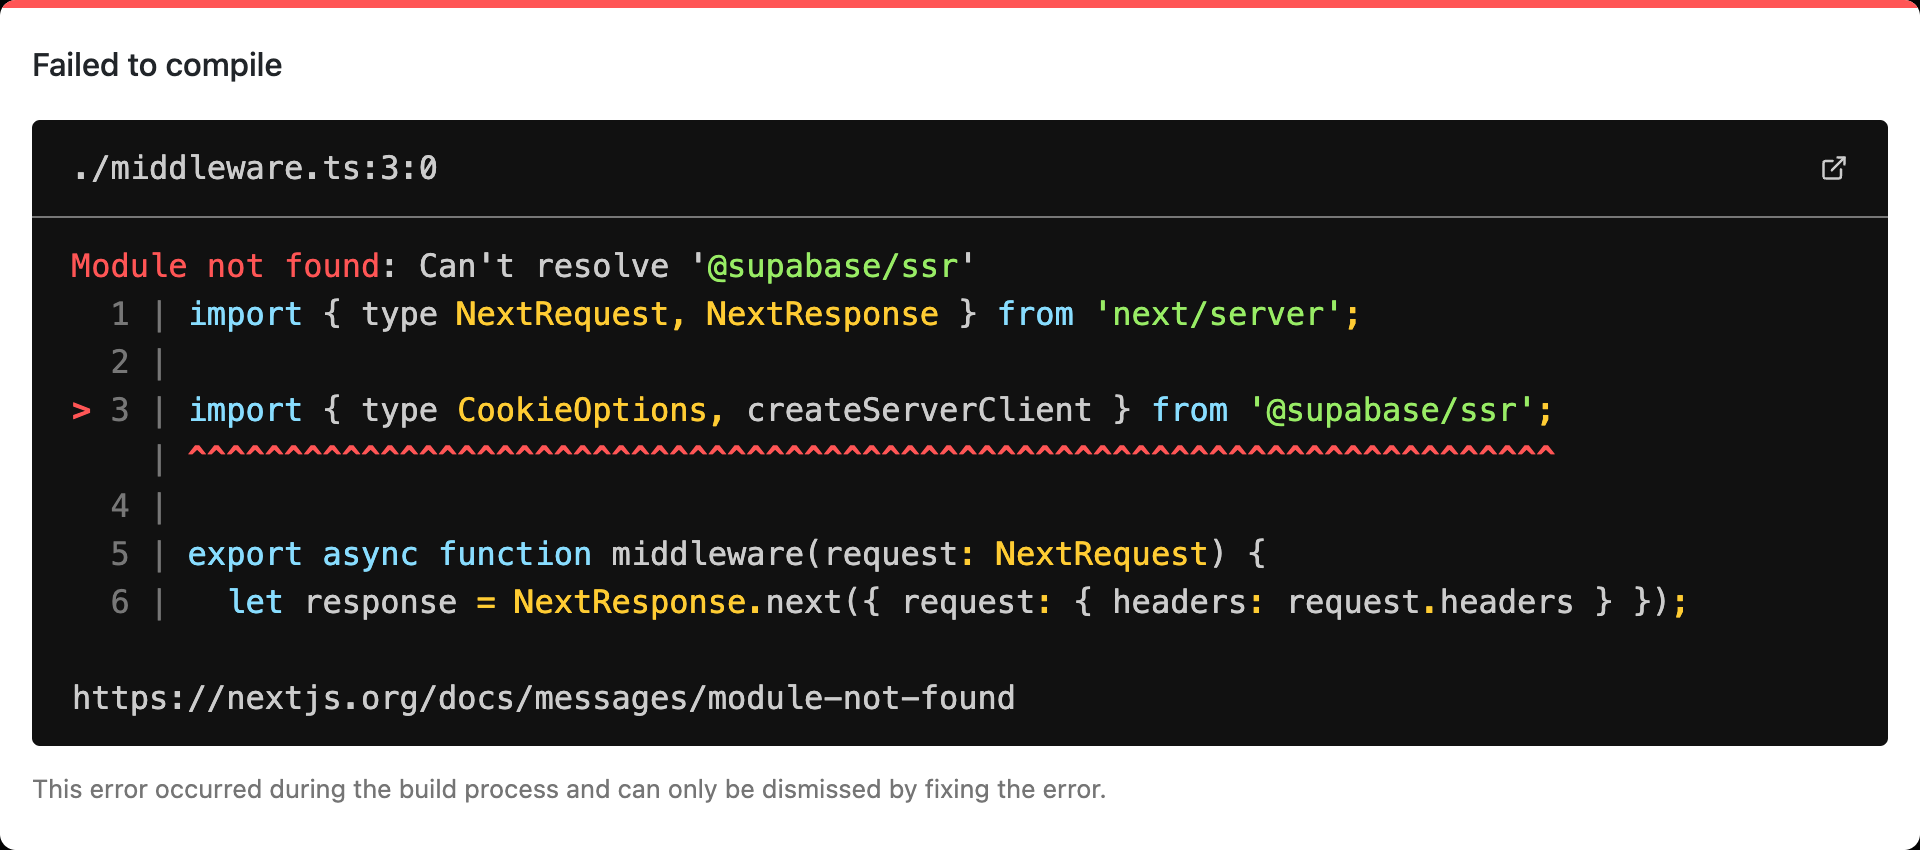 Failed to compile
./middleware.ts:3:0
Module not found: Can't resolve '@supabase/ssr'
  1 | import { type NextRequest, NextResponse } from 'next/server';
  2 |
> 3 | import { type CookieOptions, createServerClient } from '@supabase/ssr';
    | ^^^^^^^^^^^^^^^^^^^^^^^^^^^^^^^^^^^^^^^^^^^^^^^^^^^^^^^^^^^^^^^^^^^^^^^
  4 |
  5 | export async function middleware(request: NextRequest) {
  6 |   let response = NextResponse.next({ request: { headers: request.headers } });
https://nextjs.org/docs/messages/module-not-found
This error occurred during the build process and can only be dismissed by fixing the error.